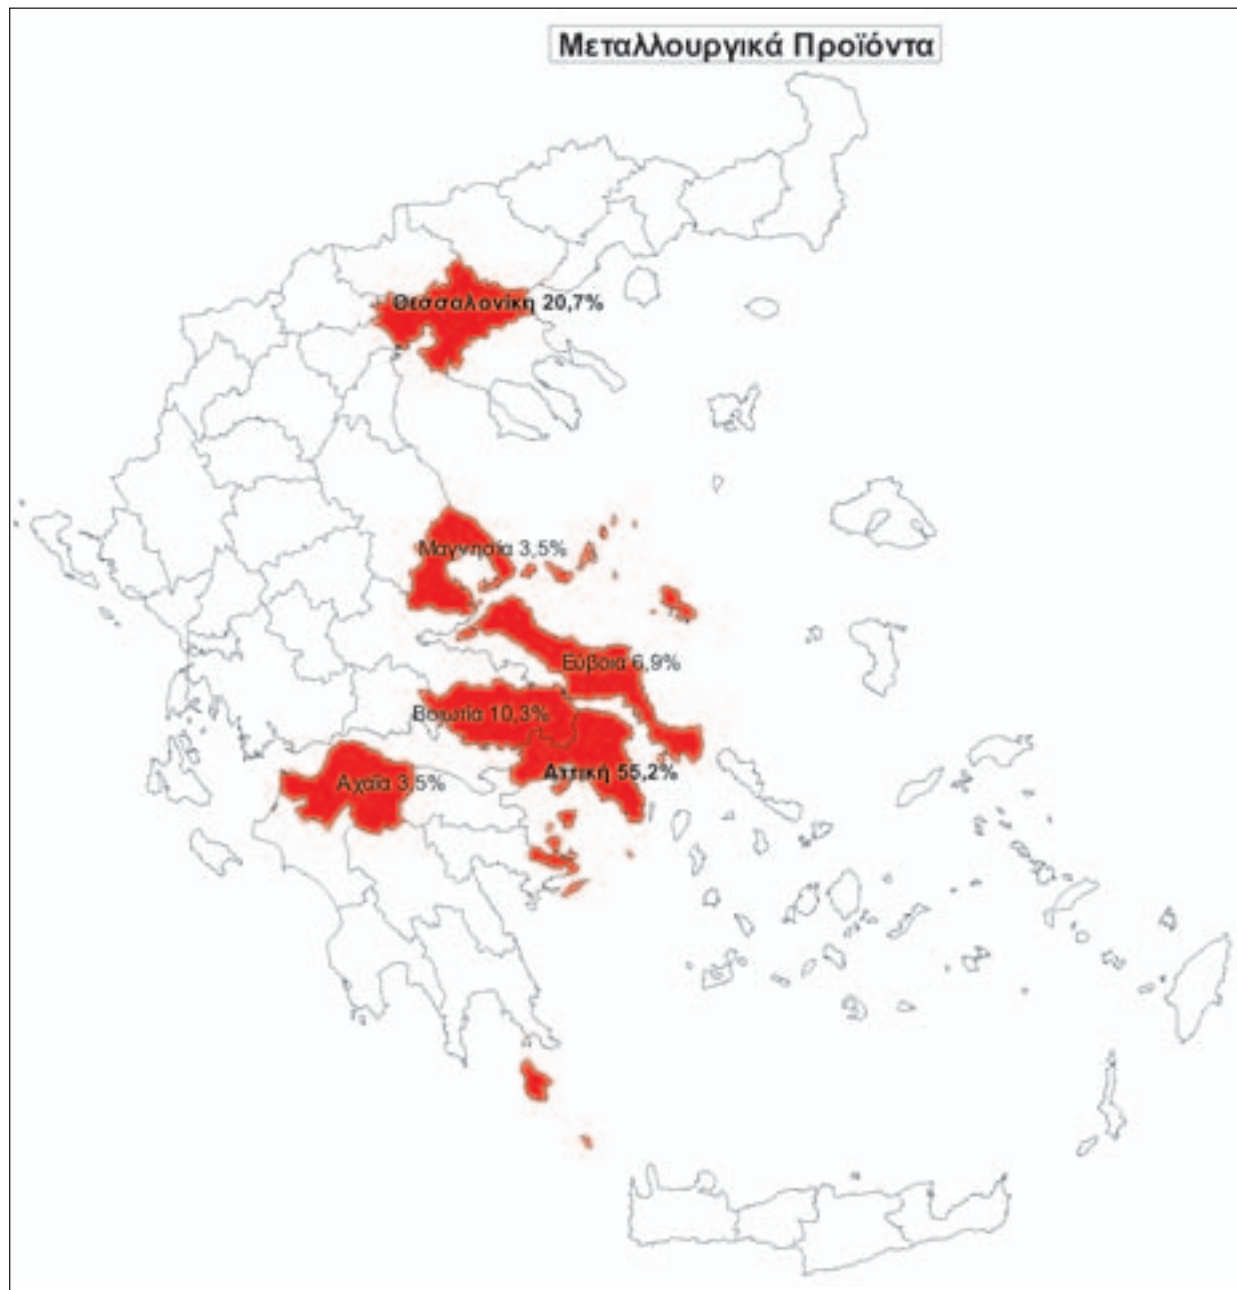 Μεταλλουργικά Προϊόντα
Θεσσαλονίκη 20,7%
Μαγνησία 3,5%
Εύβοια 6,9%
Βοιωτία 10,3%
Αττική 55,2%
Αχαΐα 3,5%